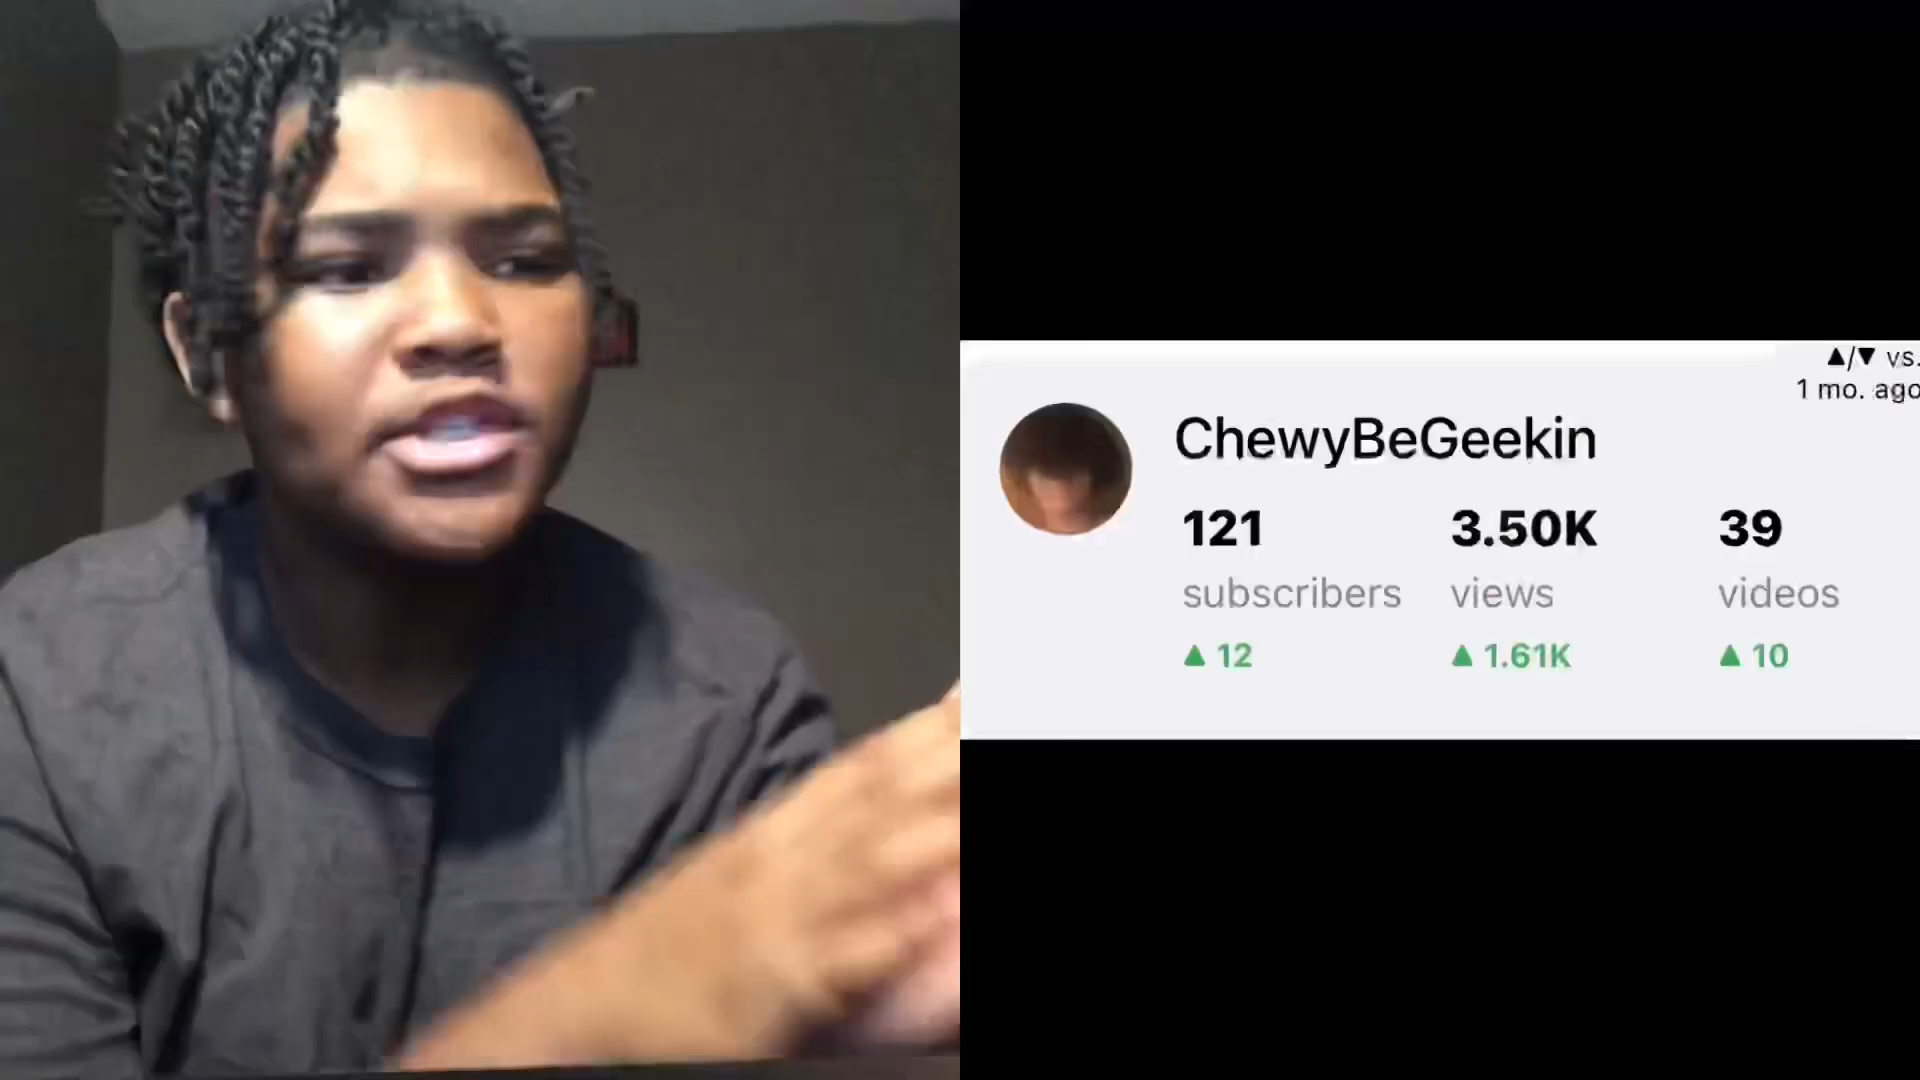 ▲/▼ vs.
1 mo. ago
ChewyBeGeekin
121 3.50K 39
subscribers views videos
▲ 12 ▲ 1.61K ▲ 10